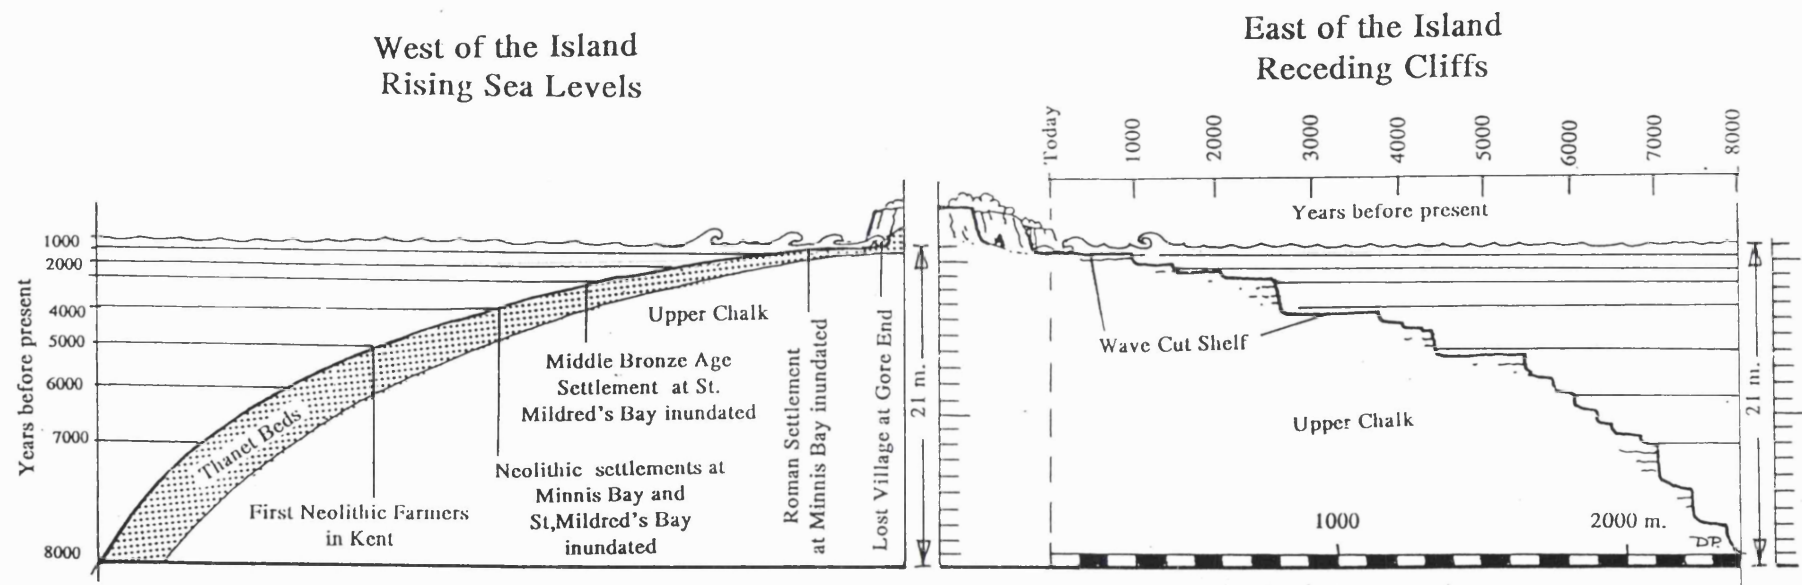 West of the Island
Rising Sea Levels
East of the Island
Receding Cliffs
Today
1000
2000
3000
4000
5000
6000
7000
8000
Years before present
Years before present
1000
2000
4000
5000
6000
7000
8000
Thanet Beds
Upper Chalk
First Neolithic Farmers
in Kent
Neolithic settlements at
Minnis Bay and
St,Mildred's Bay
inundated
Middle Bronze Age
Settlement at St.
Mildred's Bay inundated
Roman Settlement
at Minnis Bay inundated
Lost Village at Gore End
21 m.
Wave Cut Shelf
Upper Chalk
1000
2000 m.
DP.
21 m.